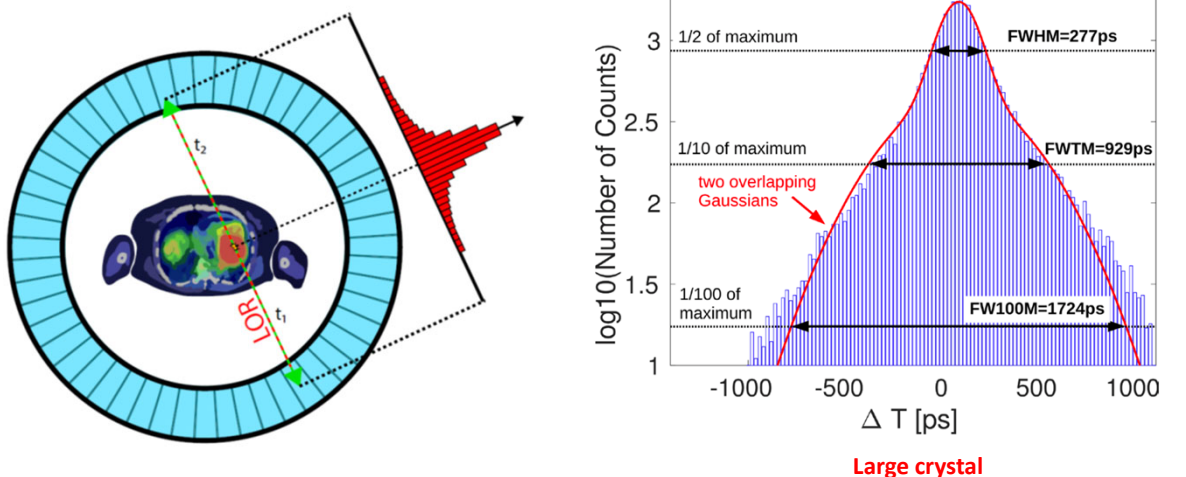 t₂
LOR
t₁
log10(Number of Counts)
3
2.5
2
1.5
1
1/2 of maximum
FWHM=277ps
1/10 of maximum
FWTM=929ps
two overlapping
Gaussians
1/100 of
maximum
FW100M=1724ps
-1000
-500
0
500
1000
Δ T [ps]
Large crystal